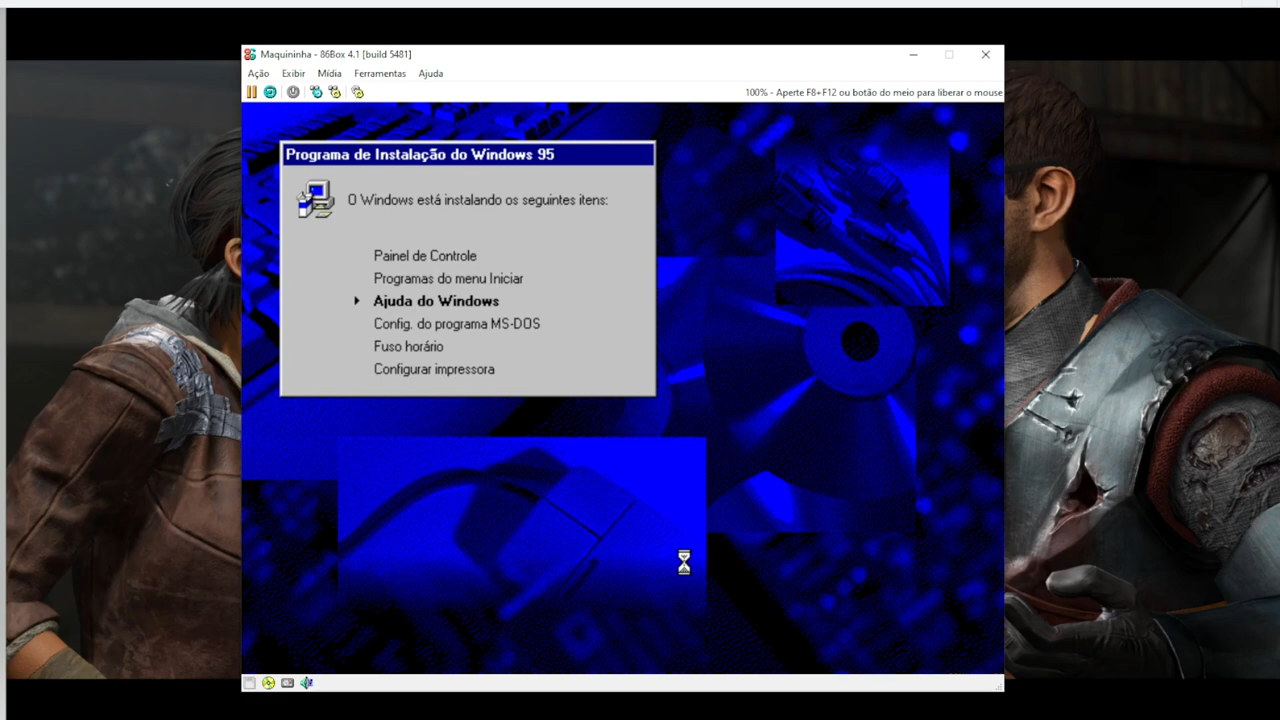 Maquininha - 86Box 4.1 [build 5481]
Ação Exibir Mídia Ferramentas Ajuda
100% - Aperte F8+F12 ou botão do meio para liberar o mouse
Programa de Instalação do Windows 95
O Windows está instalando os seguintes itens:
Painel de Controle
Programas do menu Iniciar
Ajuda do Windows
Config. do programa MS-DOS
Fuso horário
Configurar impressora